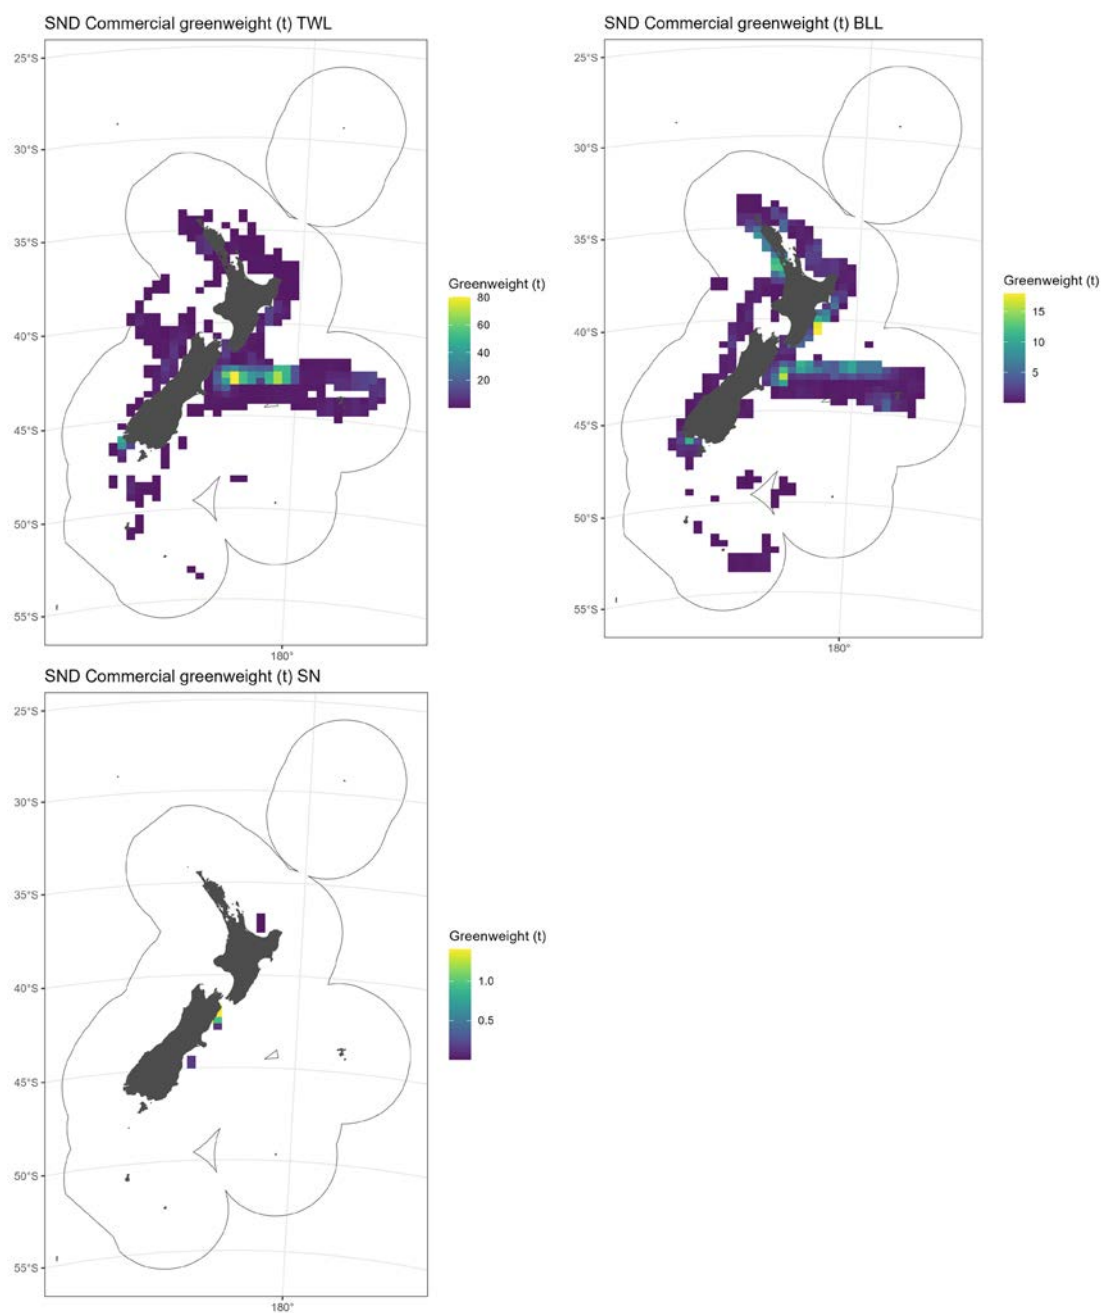 SND Commercial greenweight (t) TWL
25°S
30°S
35°S
40°S
45°S
50°S
55°S
180°
Greenweight (t)
80
60
40
20
SND Commercial greenweight (t) BLL
25°S
30°S
35°S
40°S
45°S
50°S
55°S
180°
Greenweight (t)
15
10
5
SND Commercial greenweight (t) SN
25°S
30°S
35°S
40°S
45°S
50°S
55°S
180°
Greenweight (t)
1.0
0.5